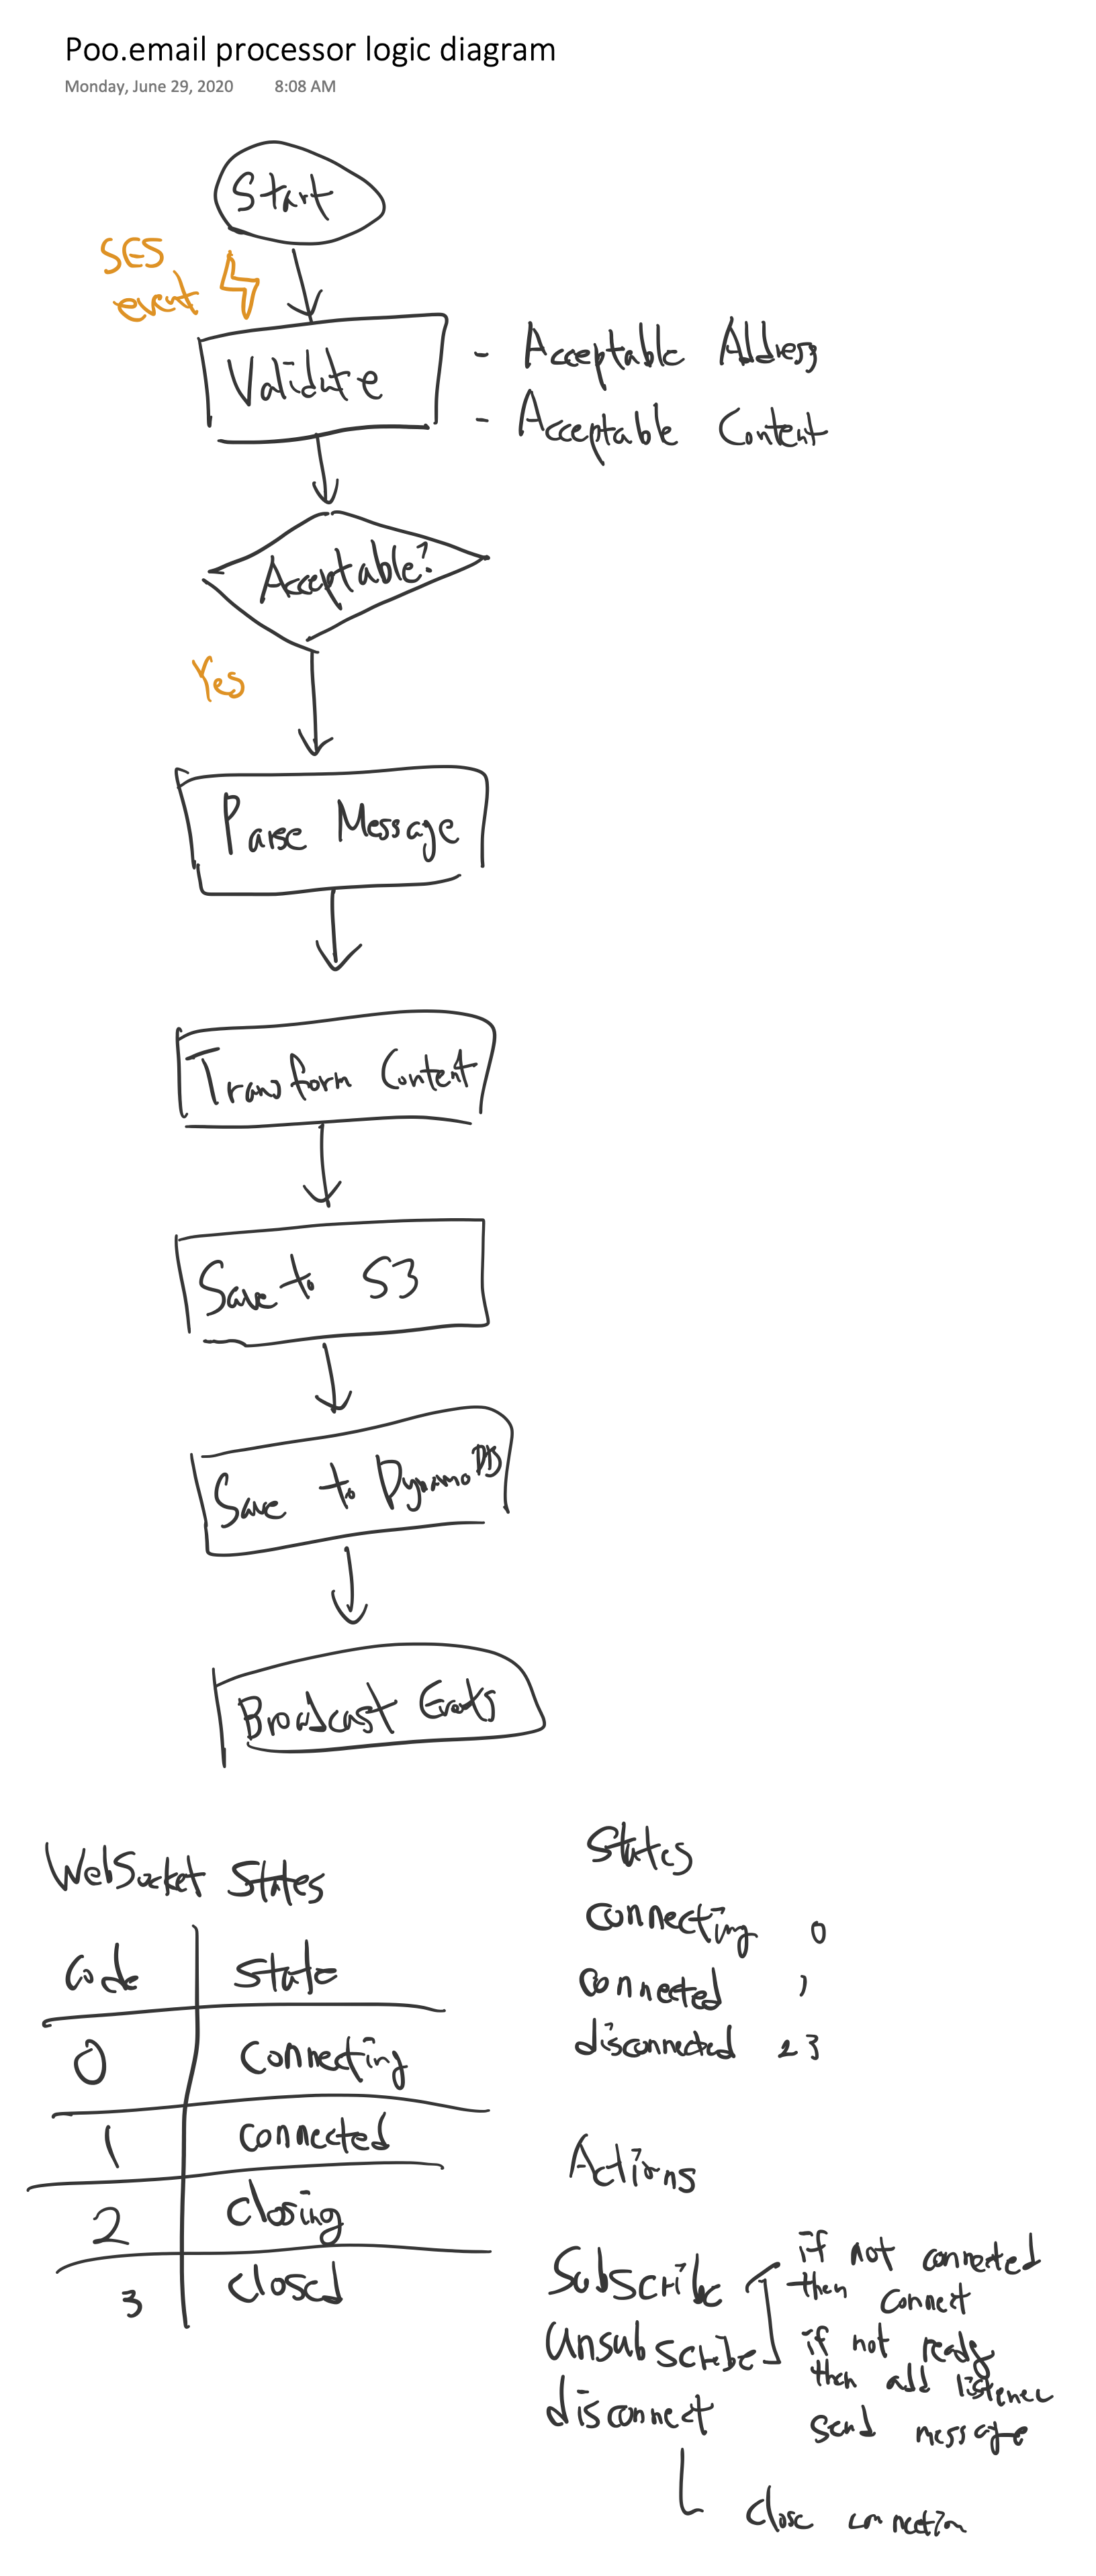 Poo.email processor logic diagram
Monday, June 29, 2020 8:08 AM
Start
SES
event
Validate
- Acceptable Address
- Acceptable Content
Acceptable?
Yes
Parse Message
Transform Content
Save to S3
Save to DynamoDB
Broadcast Events
WebSocket States
Code State
0 Connecting
1 connected
2 closing
3 closed
States
connecting 0
connected 1
disconnected 2 3
Actions
Subscribe
unsubscribe
disconnect
if not connected
then connect
if not ready
then add listener
send message
close connection